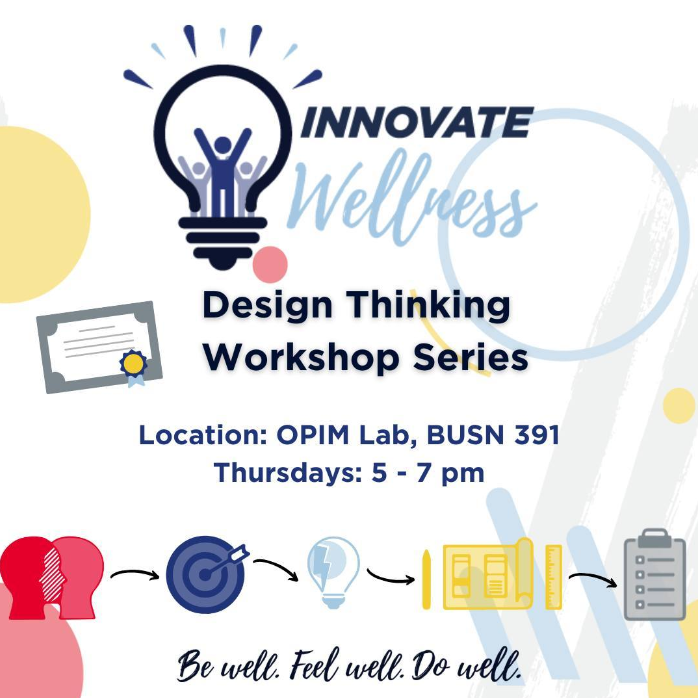 INNOVATE
Wellness
Design Thinking
Workshop Series
Location: OPIM Lab, BUSN 391
Thursdays: 5 - 7 pm
Be well. Feel well. Do well.